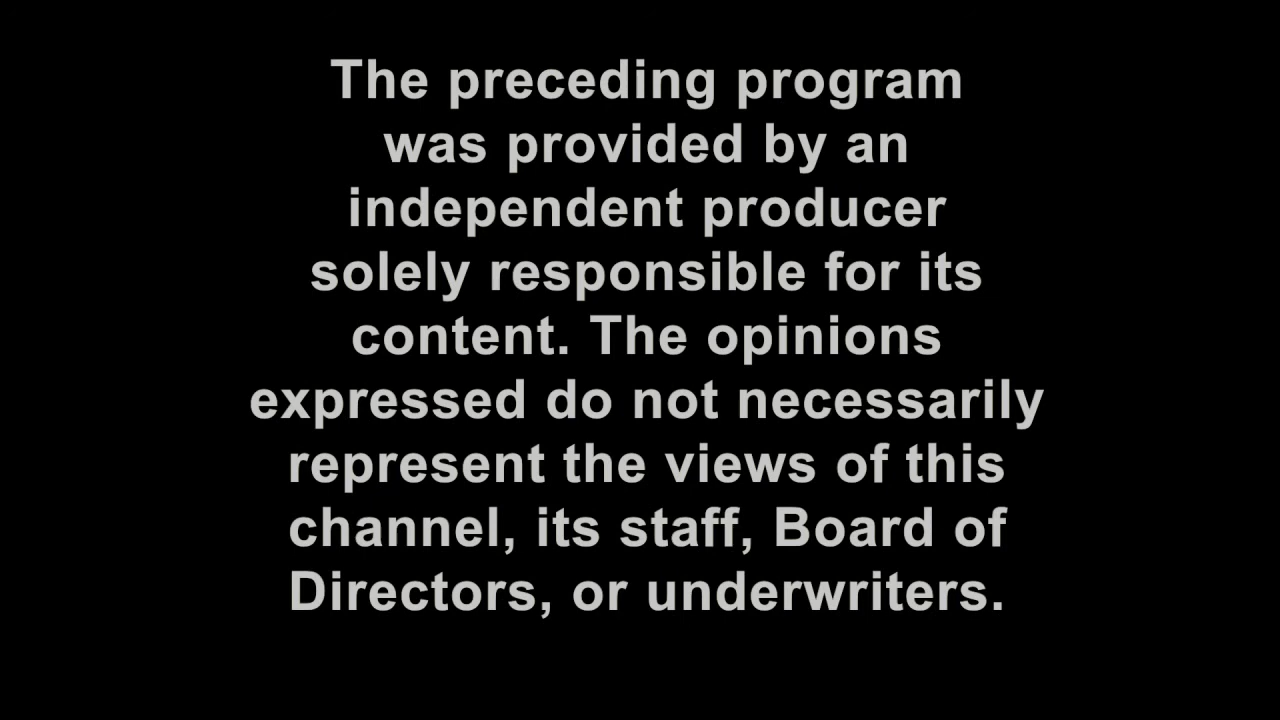 The preceding program
was provided by an
independent producer
solely responsible for its
content. The opinions
expressed do not necessarily
represent the views of this
channel, its staff, Board of
Directors, or underwriters.